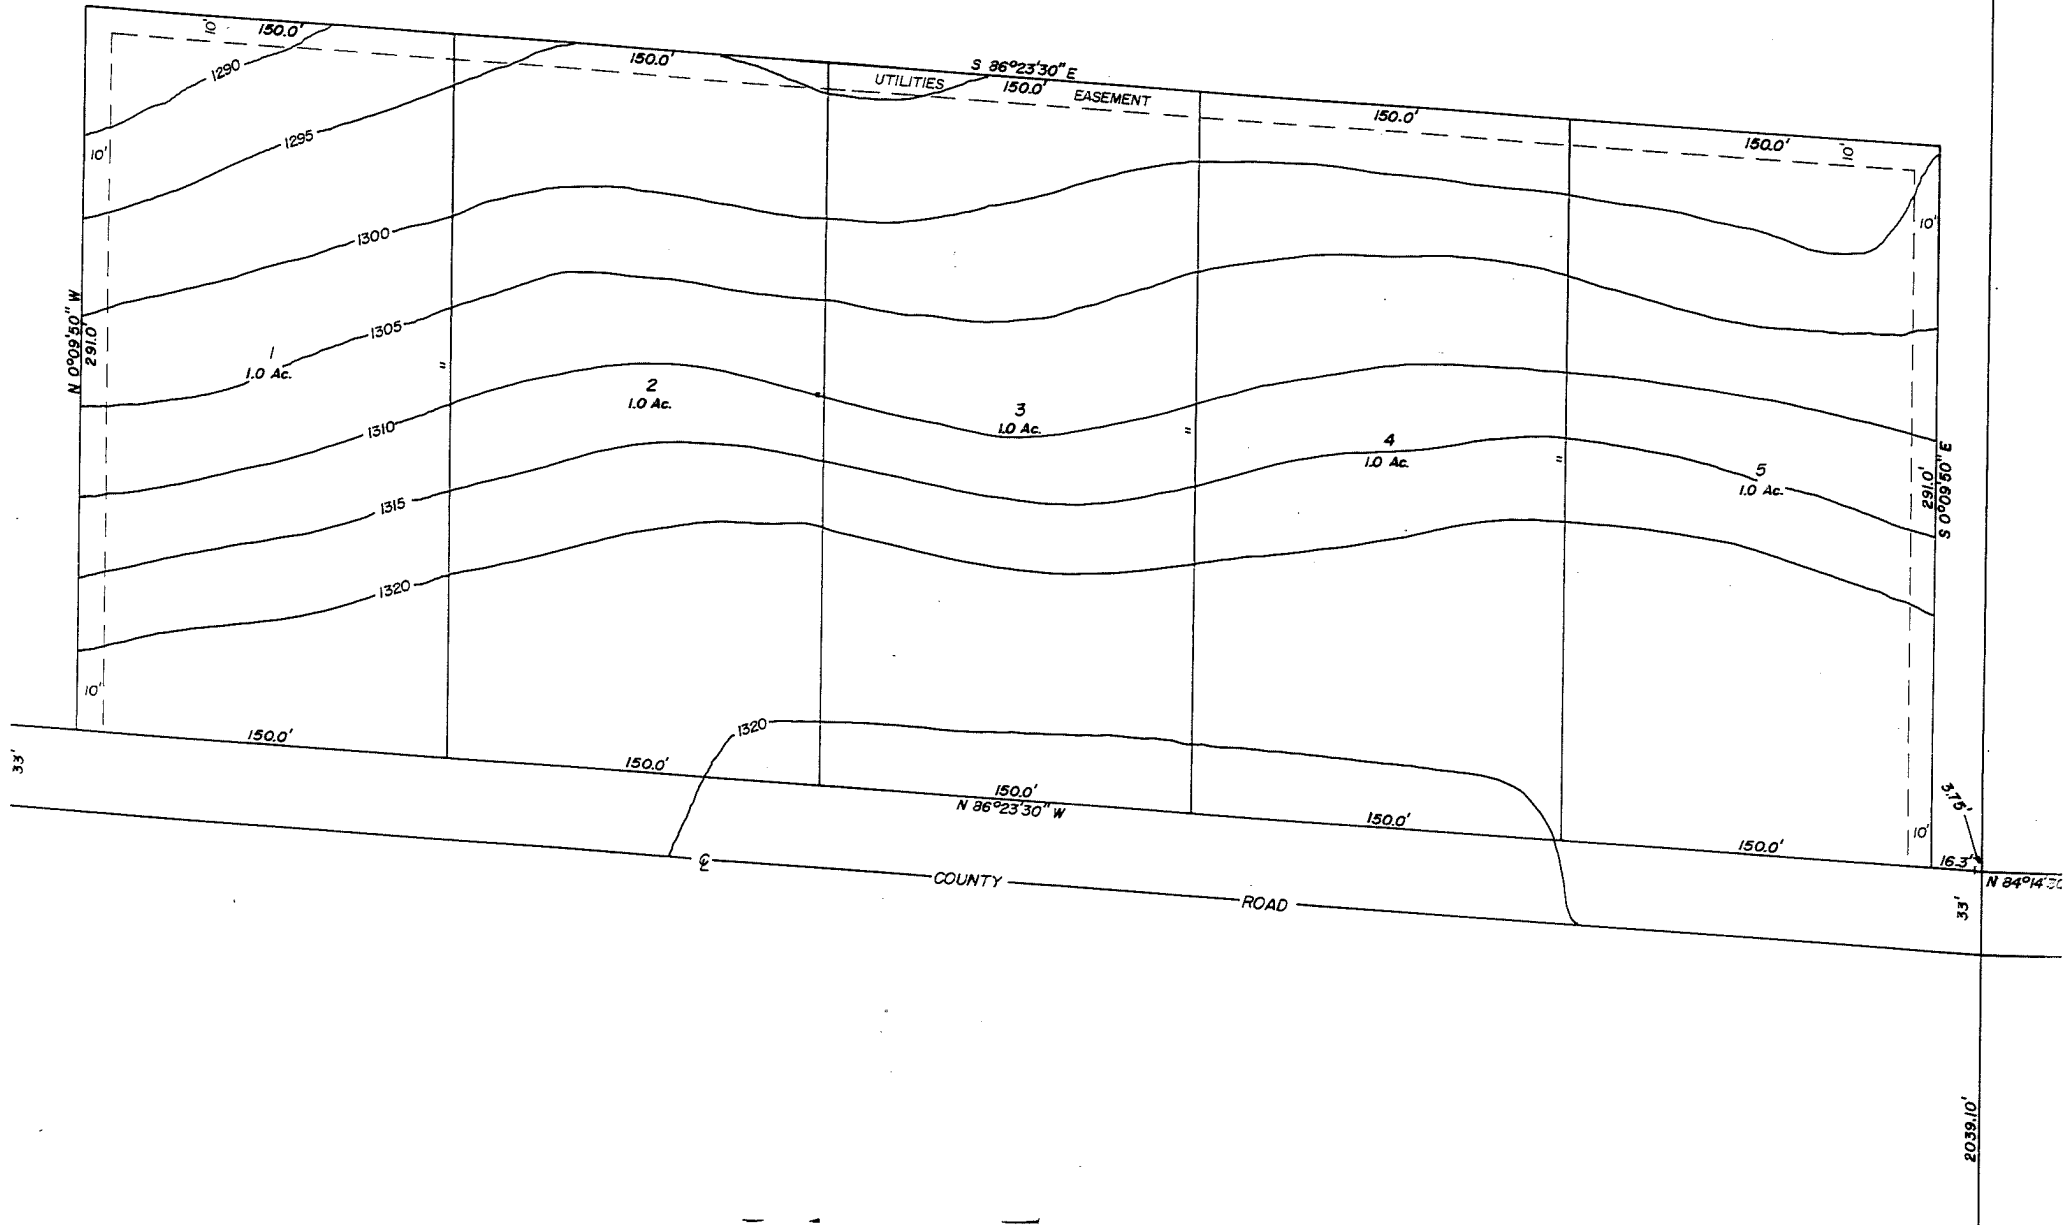 10'
150.0'
1290
150.0'
S 86°23'30" E
UTILITIES
150.0'
EASEMENT
150.0'
150.0'
10'
10'
1295
10'
1300
N 0°09'50" W
291.0'
1305
1
1.0 Ac.
"
2
1.0 Ac.
3
1.0 Ac.
"
4
1.0 Ac.
"
5
1.0 Ac.
291.0'
S 0°09'50" E
1310
1315
1320
10'
150.0'
33'
1320
150.0'
150.0'
N 86°23'30" W
150.0'
150.0'
10'
3.75'
16.3'
N 84°14'30
33'
℄
COUNTY
ROAD
2039.10'